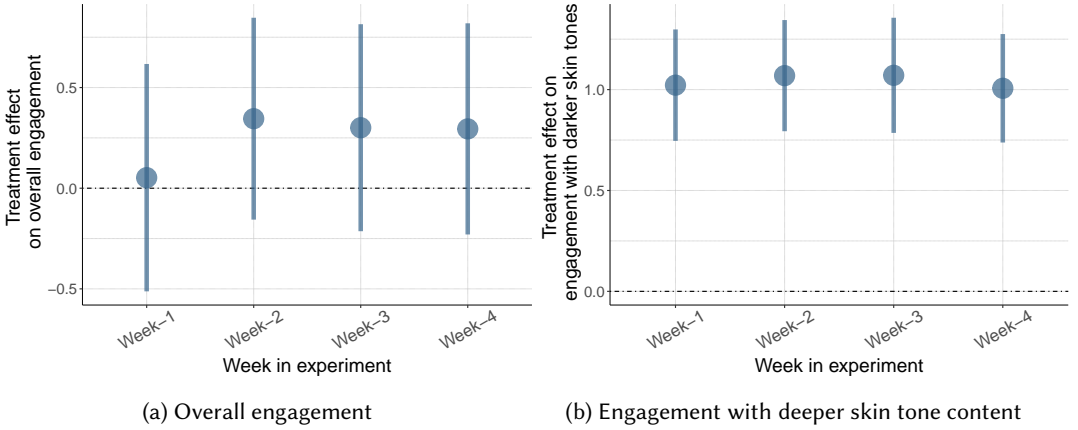 Treatment effect
on overall engagement
0.5
0.0
−0.5
Week−1
Week−2
Week−3
Week−4
Week in experiment
(a) Overall engagement
Treatment effect on
engagement with darker skin tones
1.0
0.5
0.0
Week−1
Week−2
Week−3
Week−4
Week in experiment
(b) Engagement with deeper skin tone content